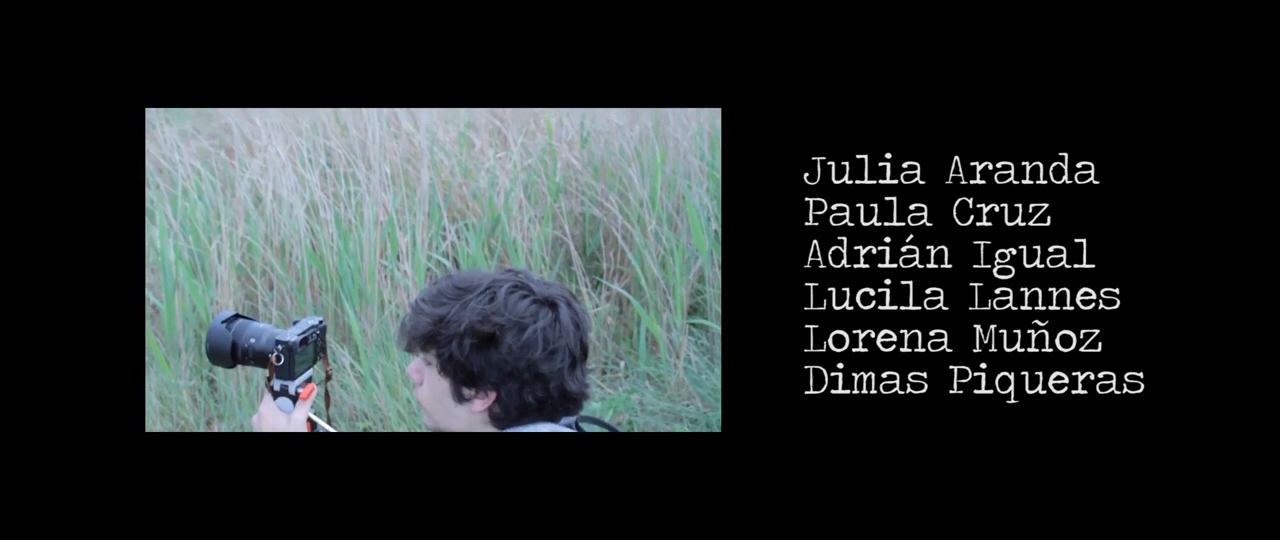 Julia Aranda
Paula Cruz
Adrián Igual
Lucila Lannes
Lorena Muñoz
Dimas Piqueras